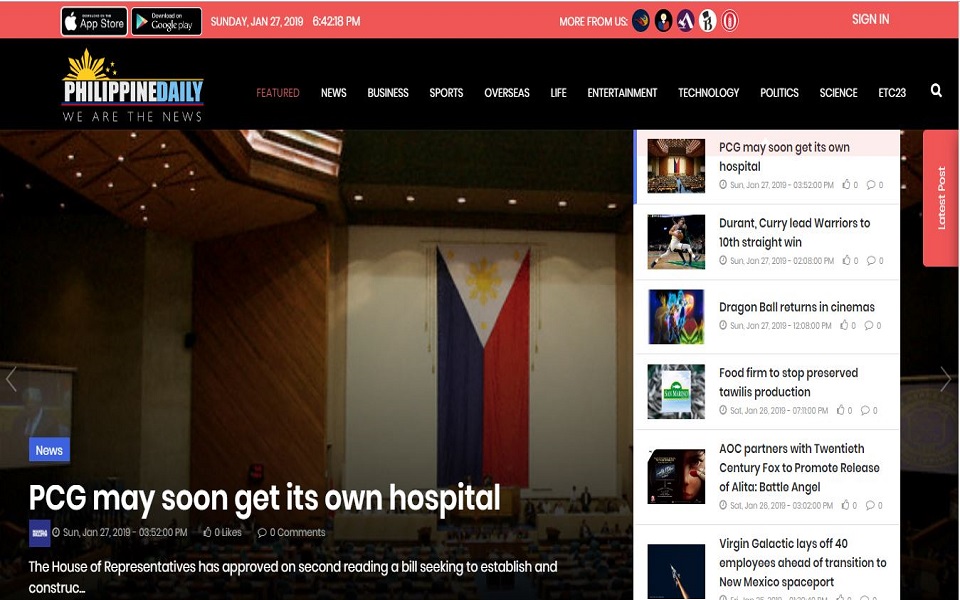 Download on the App Store
Download on Google play
SUNDAY, JAN 27, 2019 6:42:18 PM
MORE FROM US:
SIGN IN
PHILIPPINEDAILY
WE ARE THE NEWS
FEATURED NEWS BUSINESS SPORTS OVERSEAS LIFE ENTERTAINMENT TECHNOLOGY POLITICS SCIENCE ETC23
News
PCG may soon get its own hospital
Sun, Jan 27, 2019 - 03:52:00 PM 0 Likes 0 Comments
The House of Representatives has approved on second reading a bill seeking to establish and
construc...
PCG may soon get its own
hospital
Sun, Jan 27, 2019 - 03:52:00 PM 0 0
Durant, Curry lead Warriors to
10th straight win
Sun, Jan 27, 2019 - 02:08:00 PM 0 0
Dragon Ball returns in cinemas
Sun, Jan 27, 2019 - 12:08:00 PM 0 0
SAN MARINO
Food firm to stop preserved
tawilis production
Sat, Jan 26, 2019 - 07:11:00 PM 0 0
AOC partners with Twentieth
Century Fox to Promote Release
of Alita: Battle Angel
Sat, Jan 26, 2019 - 03:02:00 PM 0 0
Virgin Galactic lays off 40
employees ahead of transition to
New Mexico spaceport
Latest Post